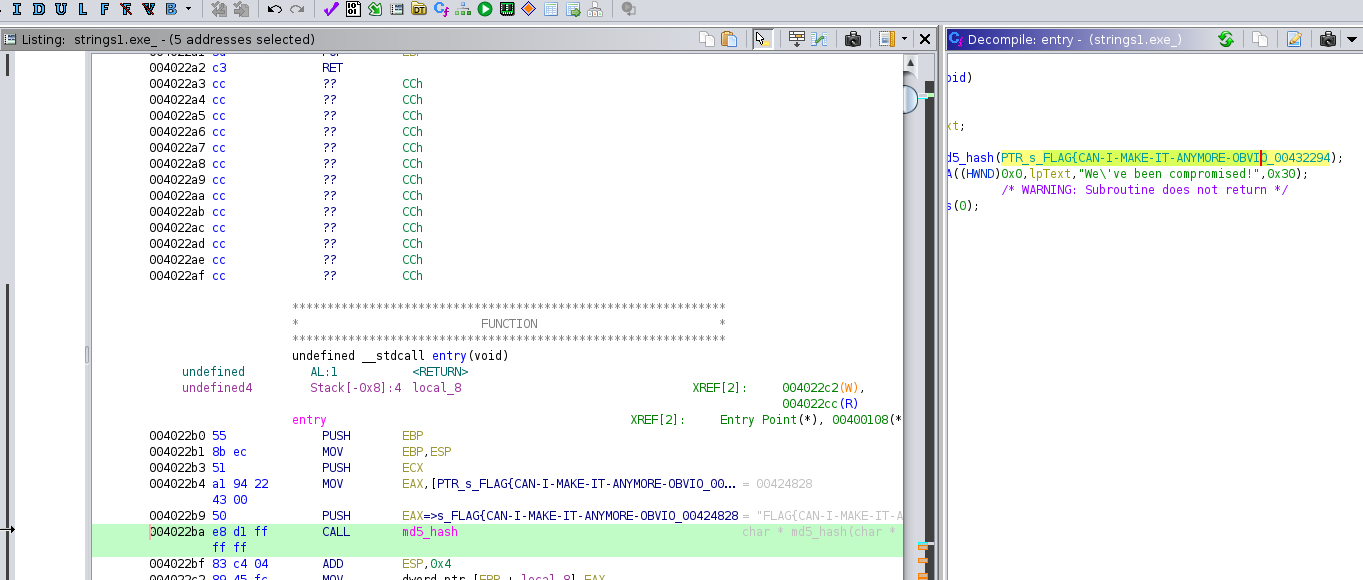 I D U L F B
Listing: strings1.exe_ - (5 addresses selected)
004022a2 c3 RET
004022a3 cc ?? CCh
004022a4 cc ?? CCh
004022a5 cc ?? CCh
004022a6 cc ?? CCh
004022a7 cc ?? CCh
004022a8 cc ?? CCh
004022a9 cc ?? CCh
004022aa cc ?? CCh
004022ab cc ?? CCh
004022ac cc ?? CCh
004022ad cc ?? CCh
004022ae cc ?? CCh
004022af cc ?? CCh
*************************************************************
* FUNCTION *
*************************************************************
undefined __stdcall entry(void)
undefined AL:1 <RETURN>
undefined4 Stack[-0x8]:4 local_8 XREF[2]: 004022c2(W),
004022cc(R)
entry XREF[2]: Entry Point(*), 00400108(*
004022b0 55 PUSH EBP
004022b1 8b ec MOV EBP,ESP
004022b3 51 PUSH ECX
004022b4 a1 94 22 MOV EAX,[PTR_s_FLAG{CAN-I-MAKE-IT-ANYMORE-OBVIO_00... = 00424828
43 00
004022b9 50 PUSH EAX=>s_FLAG{CAN-I-MAKE-IT-ANYMORE-OBVIO_00424828 = "FLAG{CAN-I-MAKE-IT-A
004022ba e8 d1 ff CALL md5_hash char * md5_hash(char *
ff ff
004022bf 83 c4 04 ADD ESP,0x4
004022c2 89 45 fc MOV dword ptr [EBP + local_8],EAX
Decompile: entry - (strings1.exe_)
oid)
xt;
d5_hash(PTR_s_FLAG{CAN-I-MAKE-IT-ANYMORE-OBVIO_00432294);
A((HWND)0x0,lpText,"We\'ve been compromised!",0x30);
/* WARNING: Subroutine does not return */
s(0);